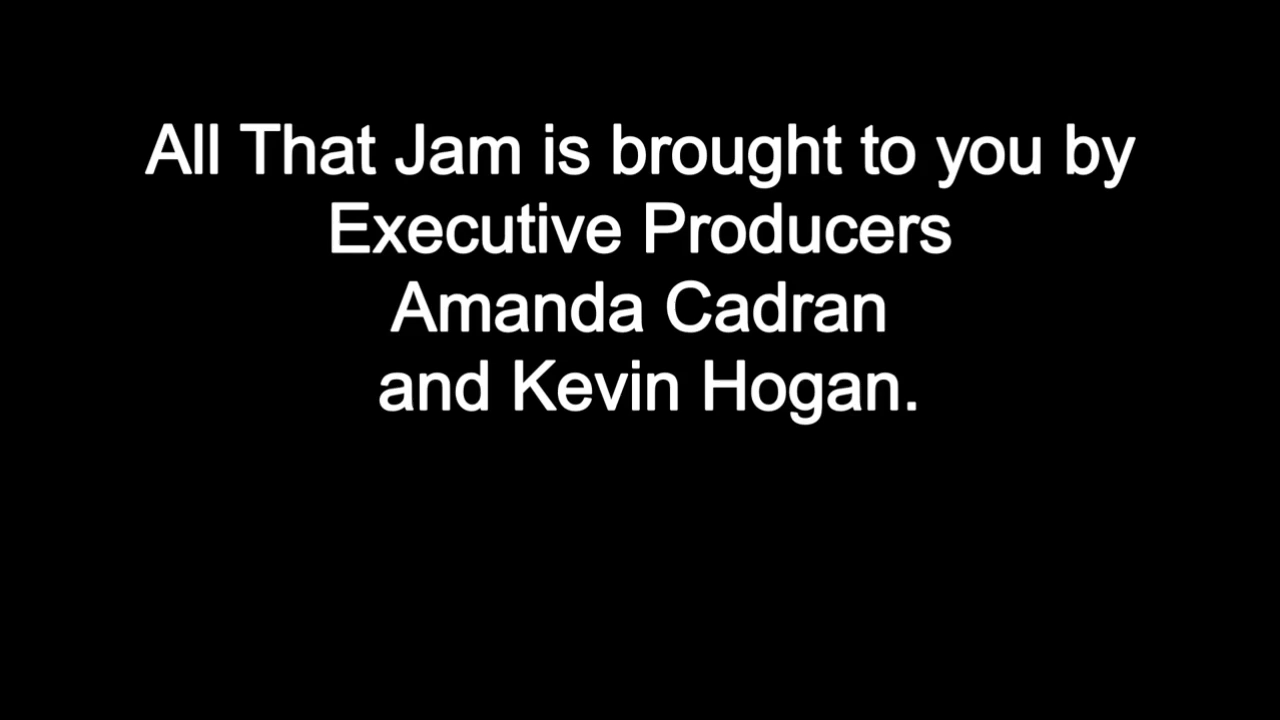 All That Jam is brought to you by
Executive Producers
Amanda Cadran
and Kevin Hogan.